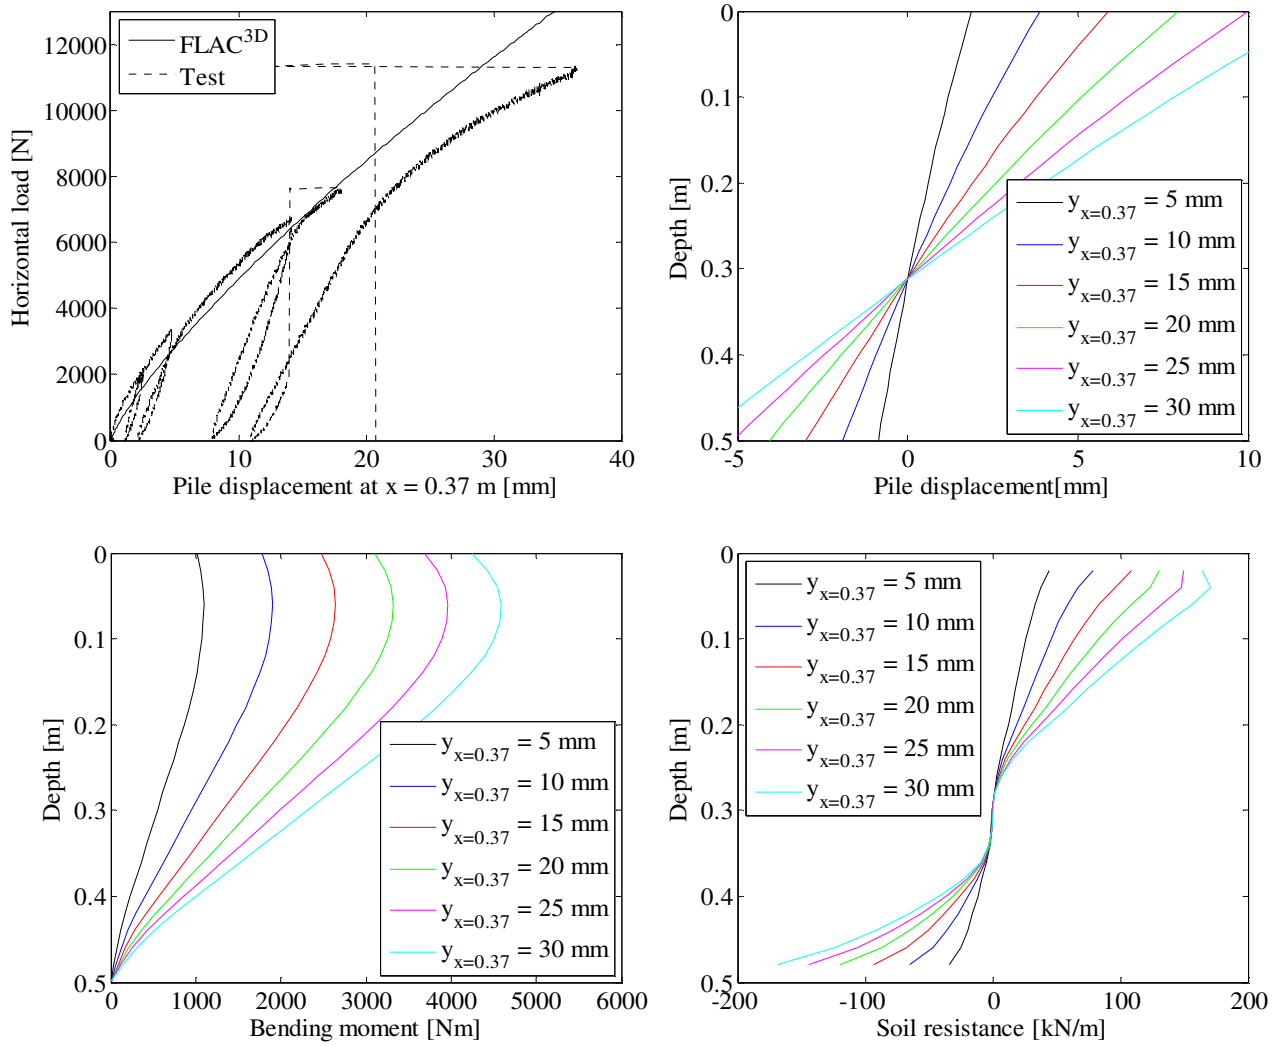 12000
10000
8000
6000
4000
2000
0
Horizontal load [N]
FLAC3D
Test
0 10 20 30 40
Pile displacement at x = 0.37 m [mm]
0
0.1
0.2
0.3
0.4
0.5
Depth [m]
yx=0.37 = 5 mm
yx=0.37 = 10 mm
yx=0.37 = 15 mm
yx=0.37 = 20 mm
yx=0.37 = 25 mm
yx=0.37 = 30 mm
-5 0 5 10
Pile displacement[mm]
0
0.1
0.2
0.3
0.4
0.5
Depth [m]
yx=0.37 = 5 mm
yx=0.37 = 10 mm
yx=0.37 = 15 mm
yx=0.37 = 20 mm
yx=0.37 = 25 mm
yx=0.37 = 30 mm
0 1000 2000 3000 4000 5000 6000
Bending moment [Nm]
0
0.1
0.2
0.3
0.4
0.5
Depth [m]
yx=0.37 = 5 mm
yx=0.37 = 10 mm
yx=0.37 = 15 mm
yx=0.37 = 20 mm
yx=0.37 = 25 mm
yx=0.37 = 30 mm
-200 -100 0 100 200
Soil resistance [kN/m]